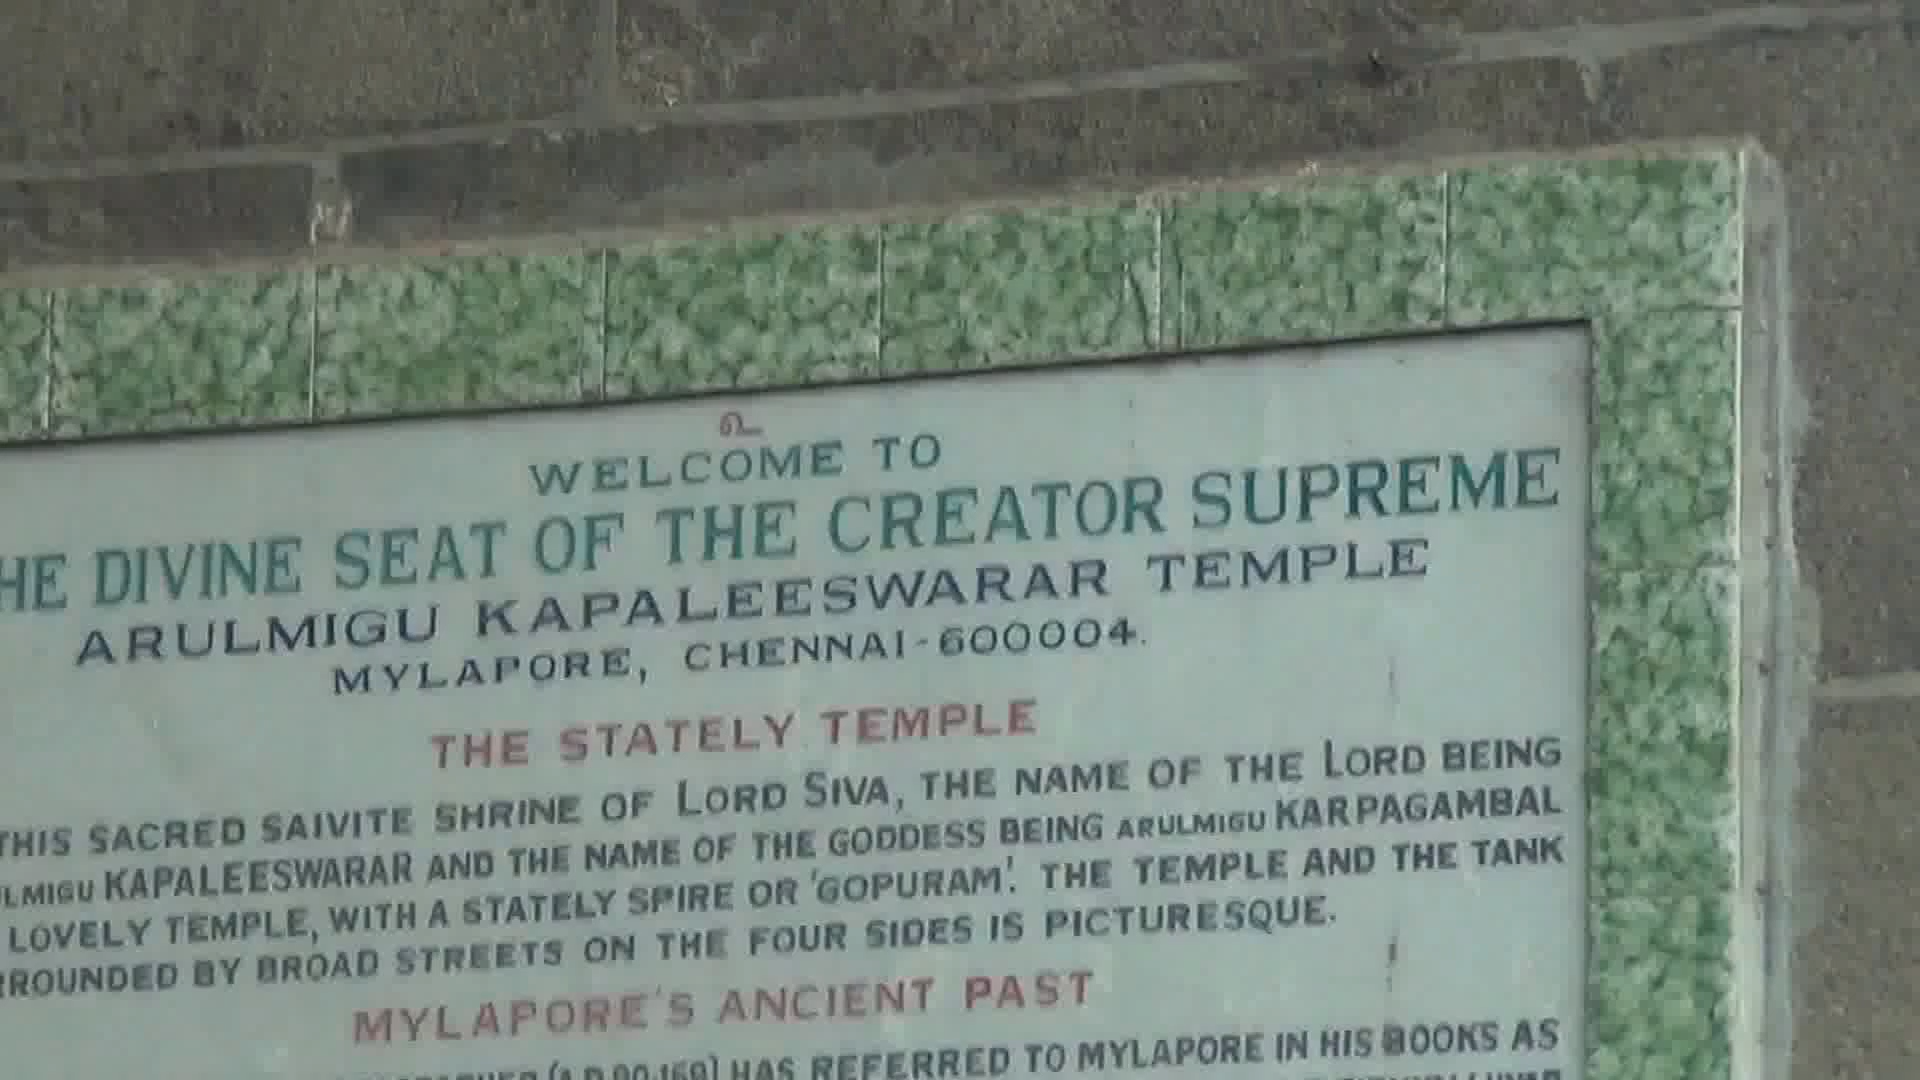 உ
WELCOME TO
HE DIVINE SEAT OF THE CREATOR SUPREME
ARULMIGU KAPALEESWARAR TEMPLE
MYLAPORE, CHENNAI-600004.
THE STATELY TEMPLE
THIS SACRED SAIVITE SHRINE OF LORD SIVA, THE NAME OF THE LORD BEING
LMIGU KAPALEESWARAR AND THE NAME OF THE GODDESS BEING ARULMIGU KARPAGAMBAL
LOVELY TEMPLE, WITH A STATELY SPIRE OR 'GOPURAM'. THE TEMPLE AND THE TANK
RROUNDED BY BROAD STREETS ON THE FOUR SIDES IS PICTURESQUE.
MYLAPORE'S ANCIENT PAST
(A.D.90-168) HAS REFERRED TO MYLAPORE IN HIS BOOKS AS